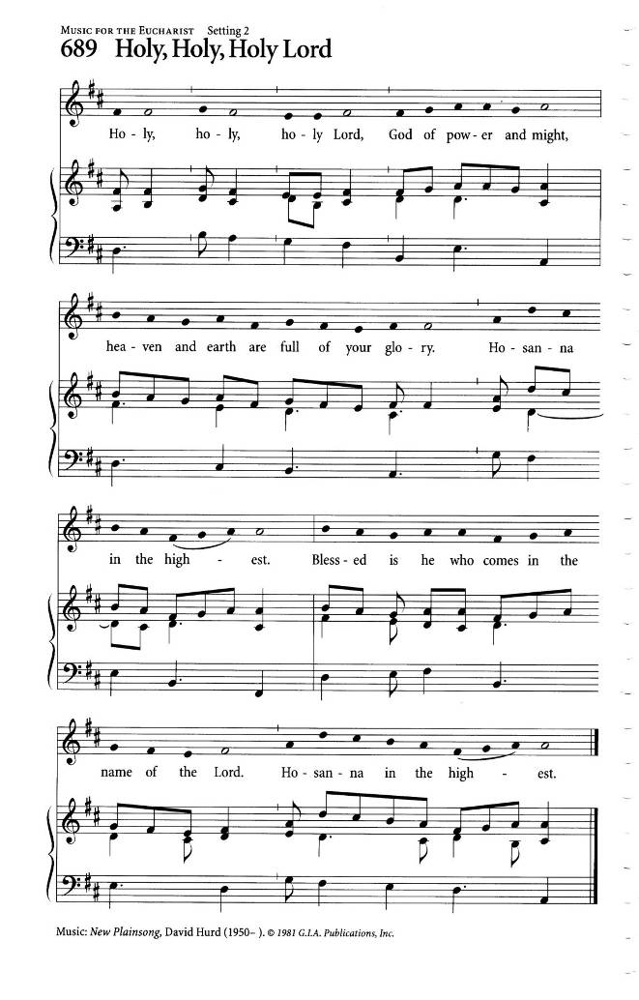 MUSIC FOR THE EUCHARIST Setting 2
689 Holy, Holy, Holy Lord
Ho - ly, ho - ly, ho - ly Lord, God of pow - er and might,
hea - ven and earth are full of your glo - ry. Ho - san - na
in the high - est. Bless - ed is he who comes in the
name of the Lord. Ho - san - na in the high - est.
Music: New Plainsong, David Hurd (1950– ). © 1981 G.I.A. Publications, Inc.